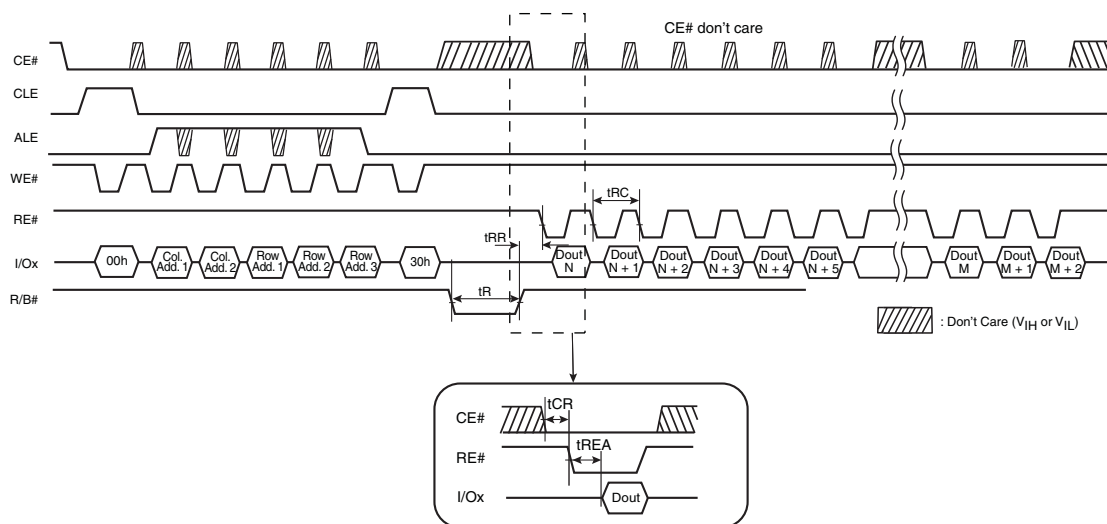 CE# don't care
CE#
CLE
ALE
WE#
tRC
RE#
tRR
I/Ox
00h
Col. Add. 1
Col. Add. 2
Row Add. 1
Row Add. 2
Row Add. 3
30h
Dout N
Dout N + 1
Dout N + 2
Dout N + 3
Dout N + 4
Dout N + 5
Dout M
Dout M + 1
Dout M + 2
tR
R/B#
: Don't Care (VIH or VIL)
tCR
CE#
tREA
RE#
I/Ox
Dout